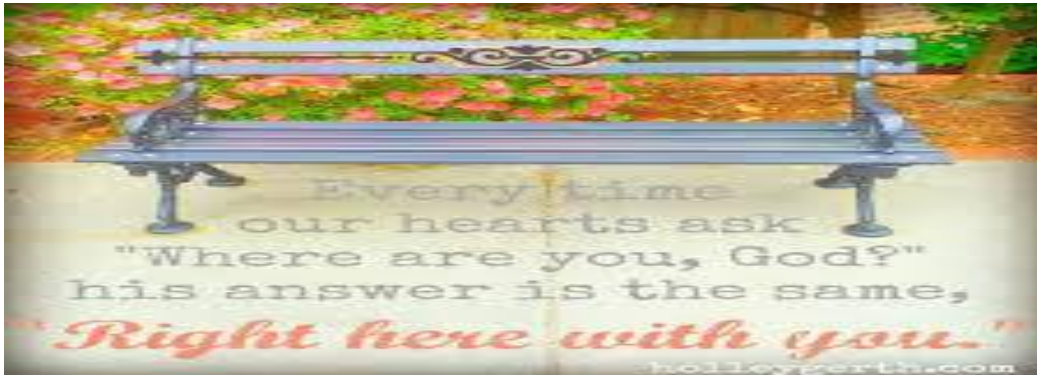 Every time
our hearts ask
"Where are you, God?"
his answer is the same,
"Right here with you."
holleygerth.com